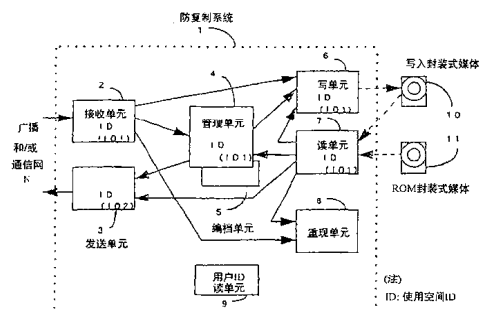 防复制系统
1
2
接收单元
ID
(101)
4
管理单元
ID
(101)
6
写单元
ID
(101)
7
读单元
ID
(101)
写入封装式媒体
10
11
ROM封装式媒体
广播
和/或
通信网
N
ID
(102)
3
发送单元
5
编档单元
8
重现单元
用户ID
读单元
9
(注)
ID: 使用空间ID